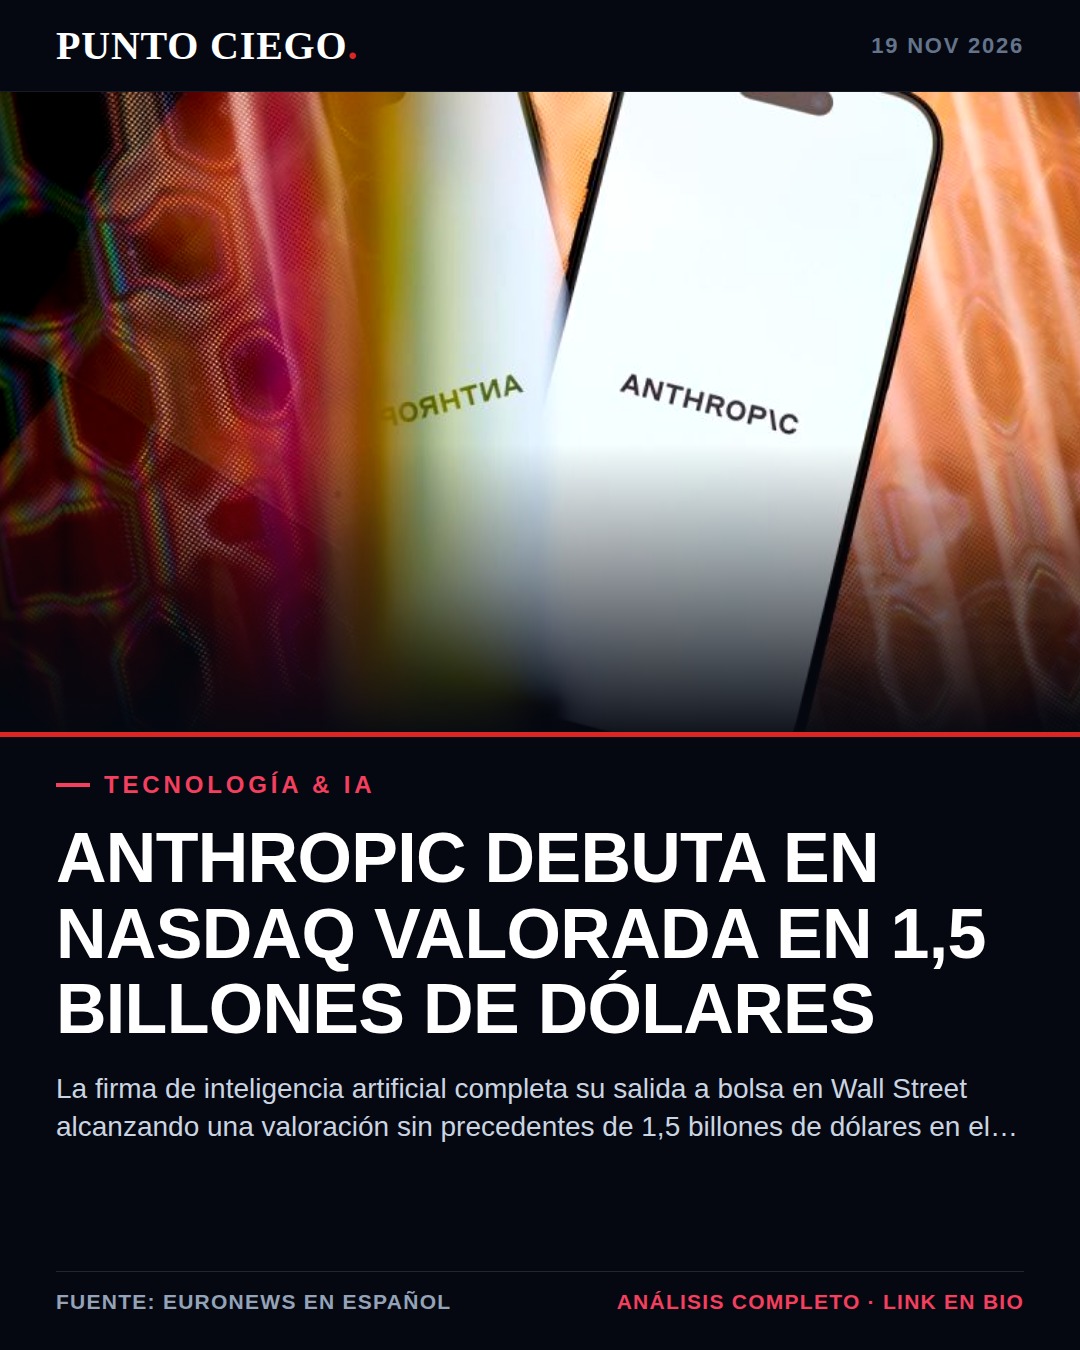 PUNTO CIEGO.
19 NOV 2026
ANTHROP\C
ANTHROP
TECNOLOGÍA & IA
ANTHROPIC DEBUTA EN
NASDAQ VALORADA EN 1,5
BILLONES DE DÓLARES
La firma de inteligencia artificial completa su salida a bolsa en Wall Street
alcanzando una valoración sin precedentes de 1,5 billones de dólares en el…
FUENTE: EURONEWS EN ESPAÑOL
ANÁLISIS COMPLETO · LINK EN BIO